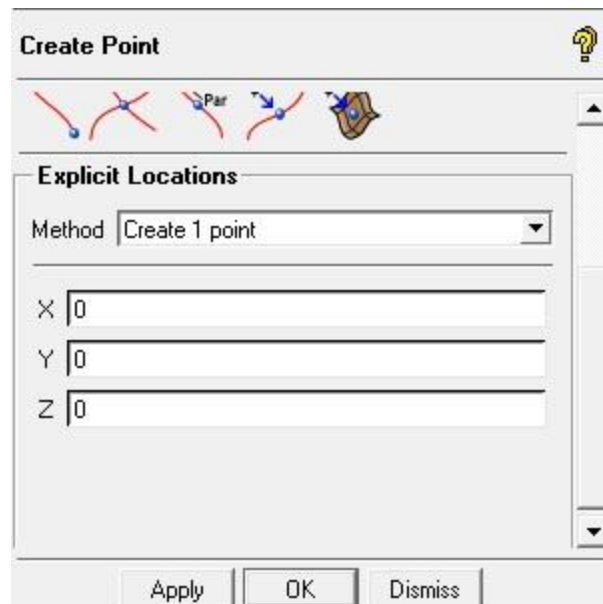 Create Point
Par
Explicit Locations
Method Create 1 point
X 0
Y 0
Z 0
Apply OK Dismiss